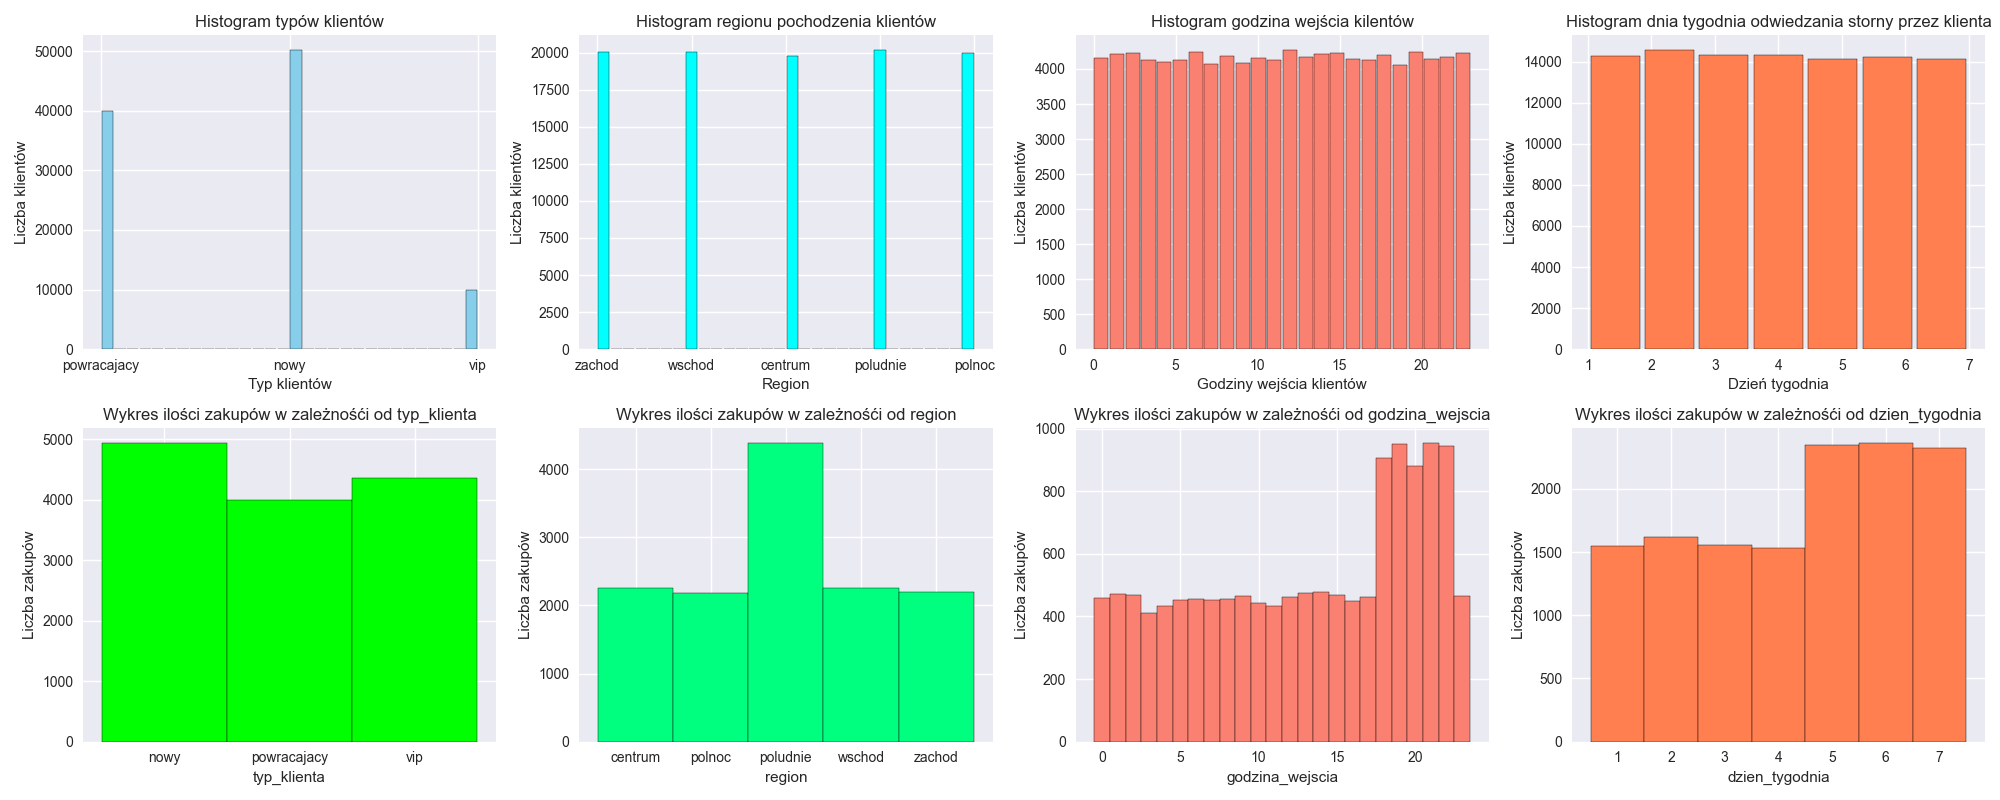 Histogram typów klientów
Liczba klientów
50000
40000
30000
20000
10000
0
powracajacy nowy vip
Typ klientów
Histogram regionu pochodzenia klientów
Liczba klientów
20000
17500
15000
12500
10000
7500
5000
2500
0
zachod wschod centrum poludnie polnoc
Region
Histogram godzina wejścia kilentów
Liczba klientów
4000
3500
3000
2500
2000
1500
1000
500
0
0 5 10 15 20
Godziny wejścia klientów
Histogram dnia tygodnia odwiedzania storny przez klienta
Liczba klientów
14000
12000
10000
8000
6000
4000
2000
0
1 2 3 4 5 6 7
Dzień tygodnia
Wykres ilości zakupów w zależnośći od typ_klienta
Liczba zakupów
5000
4000
3000
2000
1000
0
nowy powracajacy vip
typ_klienta
Wykres ilości zakupów w zależnośći od region
Liczba zakupów
4000
3000
2000
1000
0
centrum polnoc poludnie wschod zachod
region
Wykres ilości zakupów w zależnośći od godzina_wejscia
Liczba zakupów
1000
800
600
400
200
0
0 5 10 15 20
godzina_wejscia
Wykres ilości zakupów w zależnośći od dzien_tygodnia
Liczba zakupów
2000
1500
1000
500
0
1 2 3 4 5 6 7
dzien_tygodnia